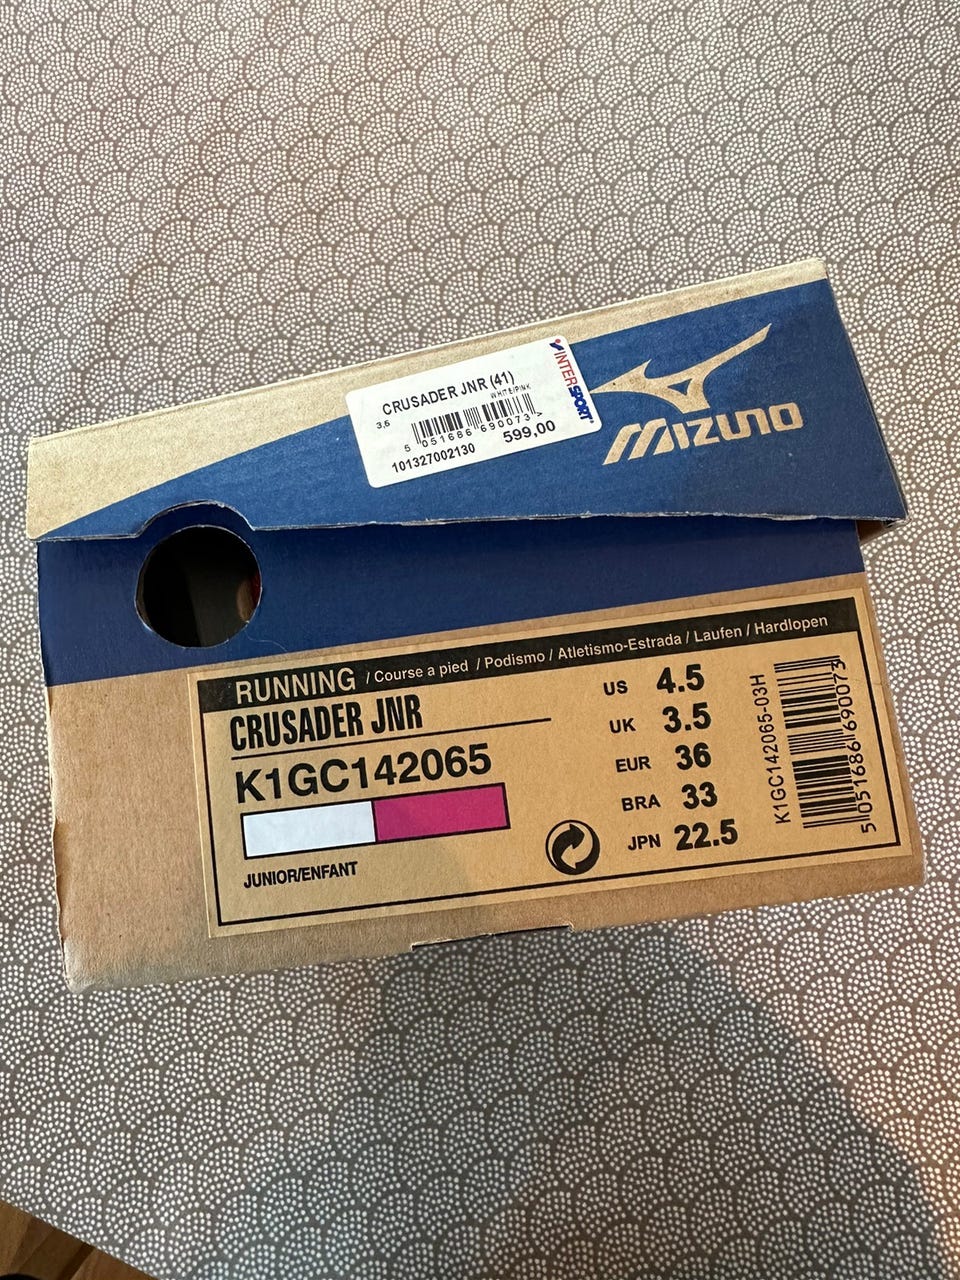 CRUSADER JNR (41)
WHITE/PINK
3,5
5 051686 690073 >
599,00
101327002130
INTERSPORT
MIZUNO
RUNNING / Course a pied / Podismo / Atletismo-Estrada / Laufen / Hardlopen
CRUSADER JNR
K1GC142065
JUNIOR/ENFANT
US 4.5
UK 3.5
EUR 36
BRA 33
JPN 22.5
K1GC142065-03H
5 051686 690073